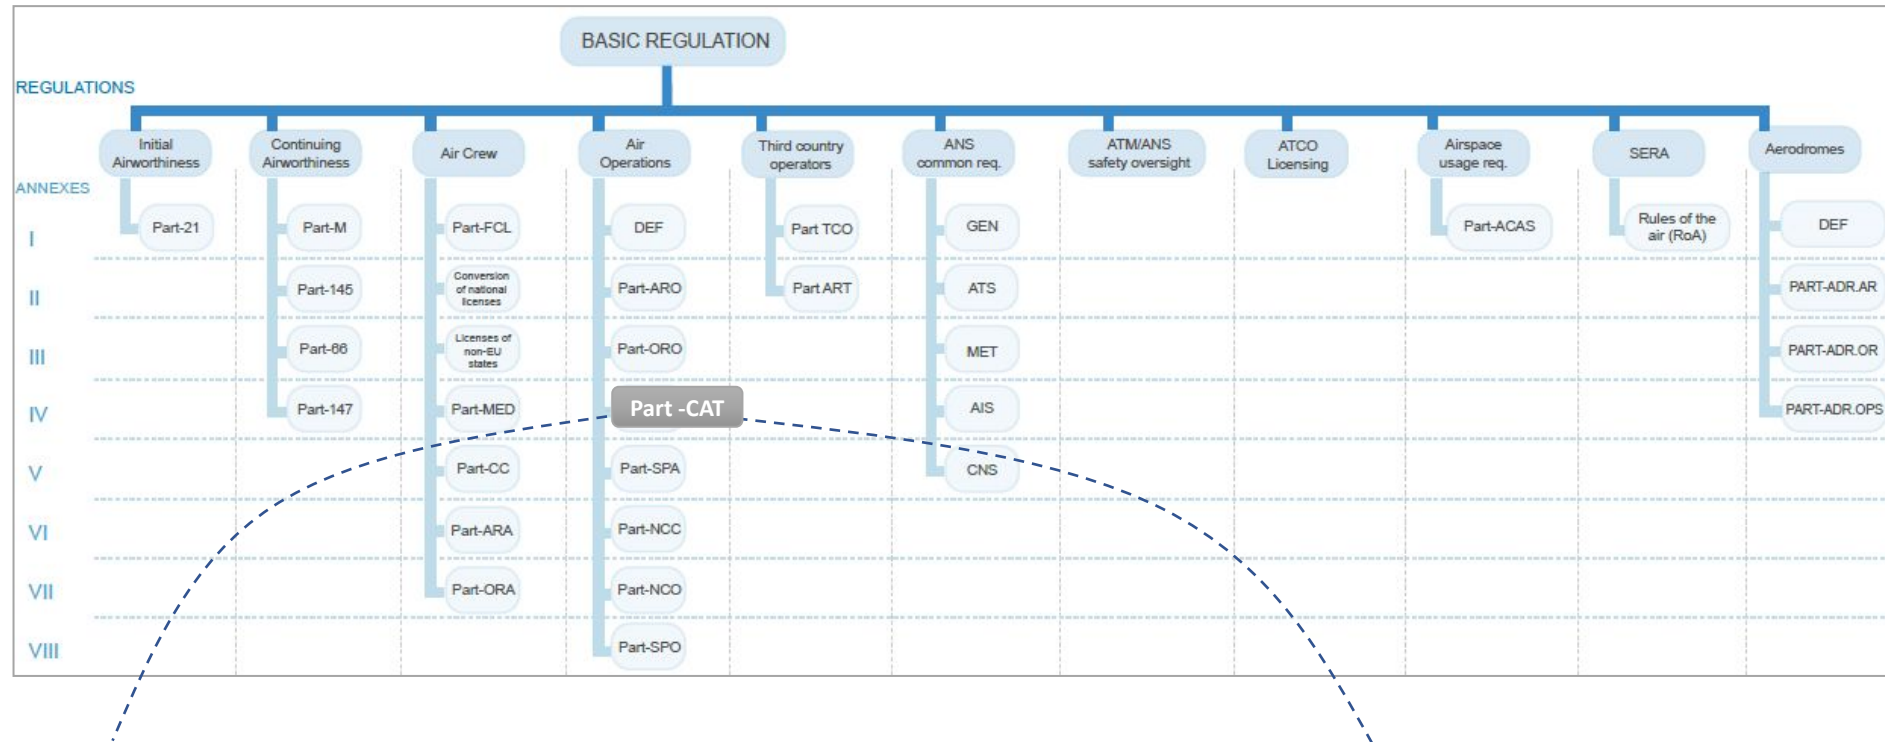 BASIC REGULATION
REGULATIONS
Initial
Airworthiness
Continuing
Airworthiness
Air Crew
Air
Operations
Third country
operators
ANS
common req.
ATM/ANS
safety oversight
ATCO
Licensing
Airspace
usage req.
SERA
Aerodromes
ANNEXES
I
Part-21
Part-M
Part-FCL
DEF
Part TCO
GEN
Part-ACAS
Rules of the
air (RoA)
DEF
II
Part-145
Conversion
of national
licenses
Part-ARO
Part ART
ATS
PART-ADR.AR
III
Part-66
Licenses of
non-EU
states
Part-ORO
MET
PART-ADR.OR
IV
Part-147
Part-MED
Part -CAT
AIS
PART-ADR.OPS
V
Part-CC
Part-SPA
CNS
VI
Part-ARA
Part-NCC
VII
Part-ORA
Part-NCO
VIII
Part-SPO